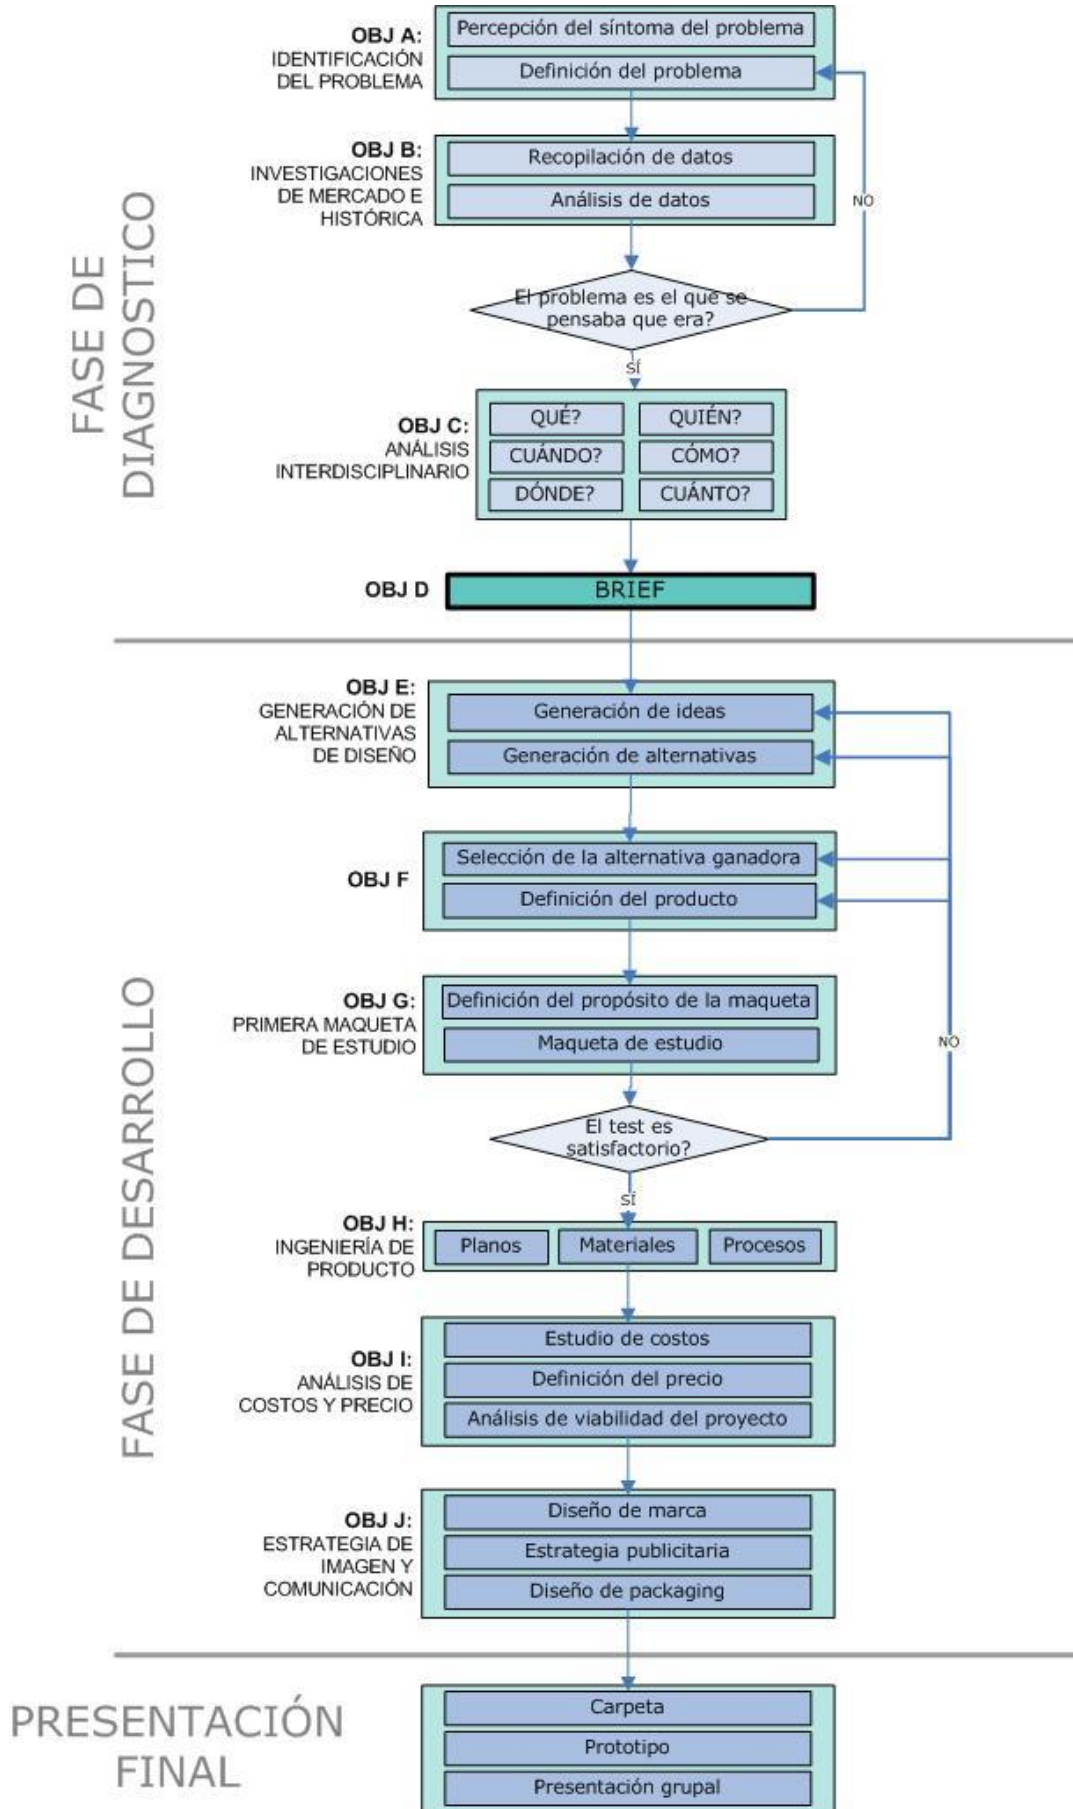 OBJ A:
IDENTIFICACIÓN
DEL PROBLEMA
Percepción del síntoma del problema
Definición del problema
OBJ B:
INVESTIGACIONES
DE MERCADO E
HISTÓRICA
Recopilación de datos
Análisis de datos
NO
FASE DE
DIAGNOSTICO
El problema es el que se
pensaba que era?
SÍ
OBJ C:
ANÁLISIS
INTERDISCIPLINARIO
QUÉ?
QUIÉN?
CUÁNDO?
CÓMO?
DÓNDE?
CUÁNTO?
OBJ D
BRIEF
OBJ E:
GENERACIÓN DE
ALTERNATIVAS
DE DISEÑO
Generación de ideas
Generación de alternativas
OBJ F
Selección de la alternativa ganadora
Definición del producto
OBJ G:
PRIMERA MAQUETA
DE ESTUDIO
Definición del propósito de la maqueta
Maqueta de estudio
NO
FASE DE DESARROLLO
El test es
satisfactorio?
SÍ
OBJ H:
INGENIERÍA DE
PRODUCTO
Planos
Materiales
Procesos
OBJ I:
ANÁLISIS DE
COSTOS Y PRECIO
Estudio de costos
Definición del precio
Análisis de viabilidad del proyecto
OBJ J:
ESTRATEGIA DE
IMAGEN Y
COMUNICACIÓN
Diseño de marca
Estrategia publicitaria
Diseño de packaging
PRESENTACIÓN
FINAL
Carpeta
Prototipo
Presentación grupal